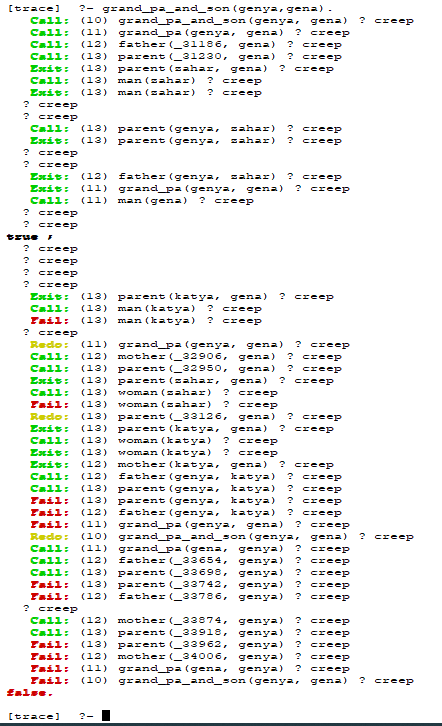 [trace]  ?- grand_pa_and_son(genya,gena).
Call: (10) grand_pa_and_son(genya, gena) ? creep
Call: (11) grand_pa(genya, gena) ? creep
Call: (12) father(_31186, gena) ? creep
Call: (13) parent(_31230, gena) ? creep
Exit: (13) parent(zahar, gena) ? creep
Call: (13) man(zahar) ? creep
Exit: (13) man(zahar) ? creep
? creep
? creep
Call: (13) parent(genya, zahar) ? creep
Exit: (13) parent(genya, zahar) ? creep
? creep
? creep
Exit: (12) father(genya, zahar) ? creep
Exit: (11) grand_pa(genya, gena) ? creep
Call: (11) man(gena) ? creep
? creep
? creep
true ;
? creep
? creep
? creep
? creep
Exit: (13) parent(katya, gena) ? creep
Call: (13) man(katya) ? creep
Fail: (13) man(katya) ? creep
? creep
Redo: (11) grand_pa(genya, gena) ? creep
Call: (12) mother(_32906, gena) ? creep
Call: (13) parent(_32950, gena) ? creep
Exit: (13) parent(zahar, gena) ? creep
Call: (13) woman(zahar) ? creep
Fail: (13) woman(zahar) ? creep
Redo: (13) parent(_33126, gena) ? creep
Exit: (13) parent(katya, gena) ? creep
Call: (13) woman(katya) ? creep
Exit: (13) woman(katya) ? creep
Exit: (12) mother(katya, gena) ? creep
Call: (12) father(genya, katya) ? creep
Call: (13) parent(genya, katya) ? creep
Fail: (13) parent(genya, katya) ? creep
Fail: (12) father(genya, katya) ? creep
Fail: (11) grand_pa(genya, gena) ? creep
Redo: (10) grand_pa_and_son(genya, gena) ? creep
Call: (11) grand_pa(gena, genya) ? creep
Call: (12) father(_33654, genya) ? creep
Call: (13) parent(_33698, genya) ? creep
Fail: (13) parent(_33742, genya) ? creep
Fail: (12) father(_33786, genya) ? creep
? creep
Call: (12) mother(_33874, genya) ? creep
Call: (13) parent(_33918, genya) ? creep
Fail: (13) parent(_33962, genya) ? creep
Fail: (12) mother(_34006, genya) ? creep
Fail: (11) grand_pa(gena, genya) ? creep
Fail: (10) grand_pa_and_son(genya, gena) ? creep
false.
[trace]  ?-